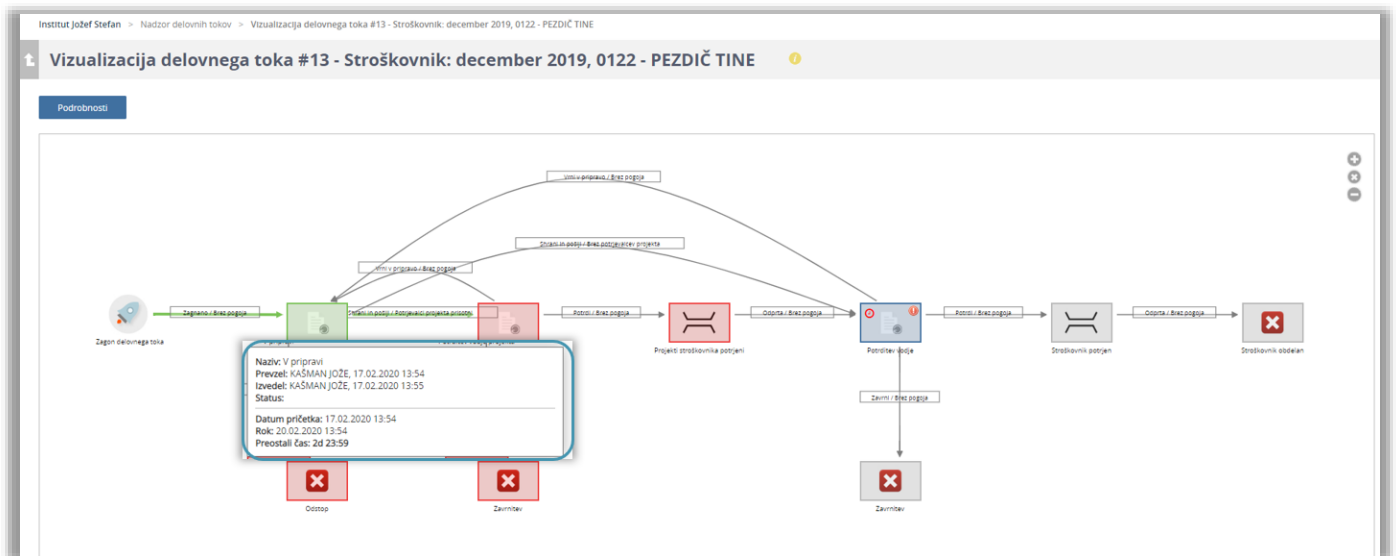 Institut Jožef Stefan > Nadzor delovnih tokov > Vizualizacija delovnega toka #13 - Stroškovnik: december 2019, 0122 - PEZDIČ TINE
Vizualizacija delovnega toka #13 - Stroškovnik: december 2019, 0122 - PEZDIČ TINE
Podrobnosti
Vrni v pripravo / Brez pogoja
Shrani in pošlji / Brez potrjevalcev projekta
Vrni v pripravo / Brez pogoja
Zagnano / Brez pogoja
Shrani in pošlji / Potrjevalci projekta prisotni
Potrdi / Brez pogoja
Odprta / Brez pogoja
Potrdi / Brez pogoja
Odprta / Brez pogoja
Zagon delovnega toka
Projekti stroškovnika potrjeni
Potrditev vodje
Stroškovnik potrjen
Stroškovnik obdelan
Naziv: V pripravi
Prevzel: KAŠMAN JOŽE, 17.02.2020 13:54
Izvedel: KAŠMAN JOŽE, 17.02.2020 13:55
Status:
Datum pričetka: 17.02.2020 13:54
Rok: 20.02.2020 13:54
Preostali čas: 2d 23:59
Zavrni / Brez pogoja
Odstop
Zavrnitev
Zavrnitev